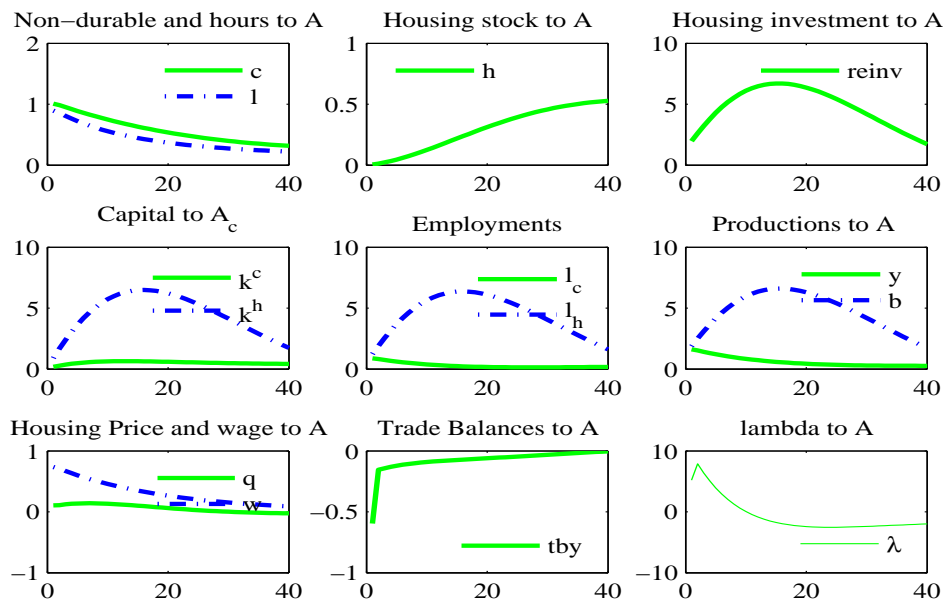 Non−durable and hours to A
2
1
0
0
20
40
c
l
Housing stock to A
1
0.5
0
0
20
40
h
Housing investment to A
10
5
0
0
20
40
reinv
Capital to A_c
10
5
0
0
20
40
k^c
k^h
Employments
10
5
0
0
20
40
l_c
l_h
Productions to A
10
5
0
0
20
40
y
b
Housing Price and wage to A
1
0
−1
0
20
40
q
w
Trade Balances to A
0
−0.5
−1
0
20
40
tby
lambda to A
10
0
−10
0
20
40
λ